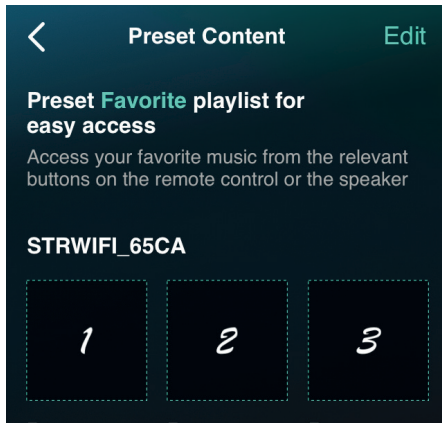 Preset Content
Edit
Preset Favorite playlist for
easy access
Access your favorite music from the relevant
buttons on the remote control or the speaker
STRWIFI_65CA
1
2
3